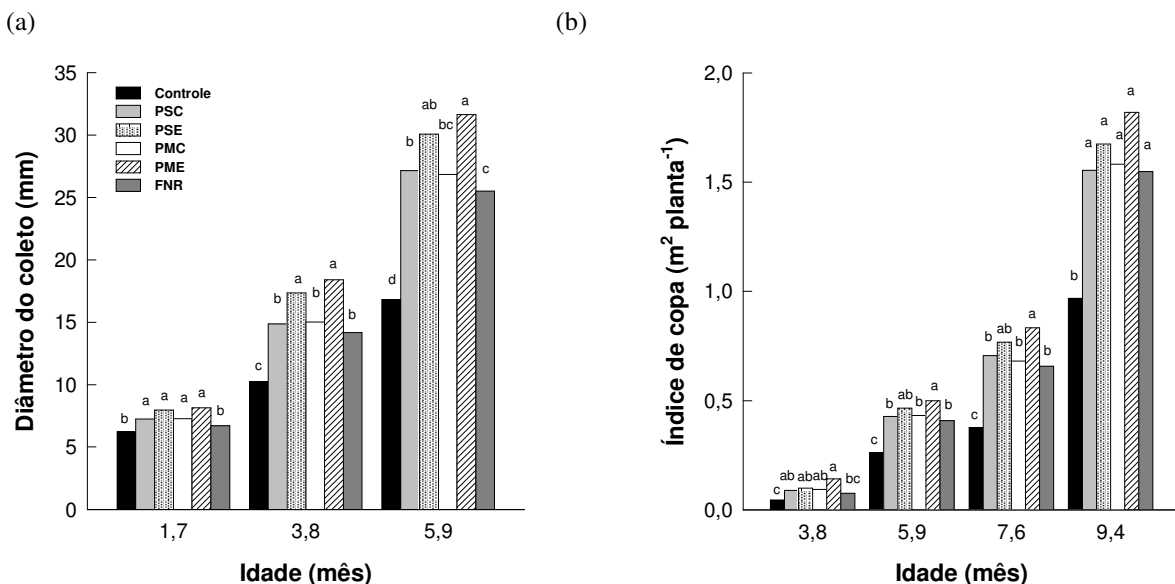 (a)
Diâmetro do coleto (mm)
35
30
25
20
15
10
5
0
Controle
PSC
PSE
PMC
PME
FNR
b a a a a b
c b a b a b
d b ab bc a c
1,7 3,8 5,9
Idade (mês)
(b)
Índice de copa (m² planta⁻¹)
2,0
1,5
1,0
0,5
0,0
c ab ab ab a bc
c b ab b a b
c b ab b a b
b a a a a a
3,8 5,9 7,6 9,4
Idade (mês)